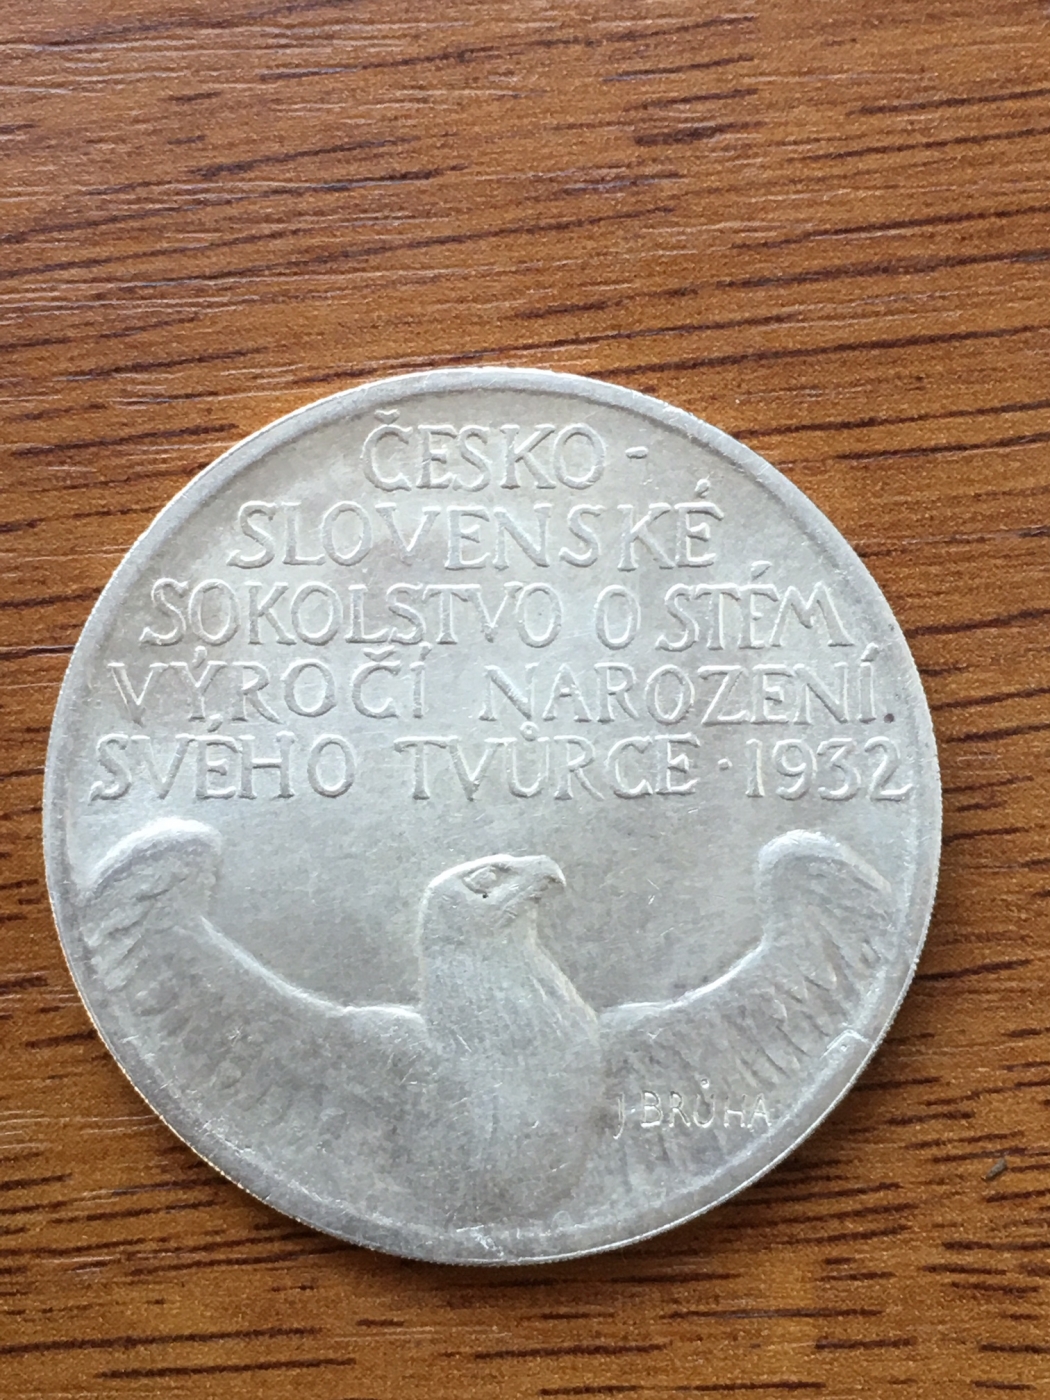 ČESKO-
SLOVENSKÉ
SOKOLSTVO O STÉM
VÝROČÍ NAROZENÍ
SVÉHO TVŮRCE · 1932
J BRŮHA